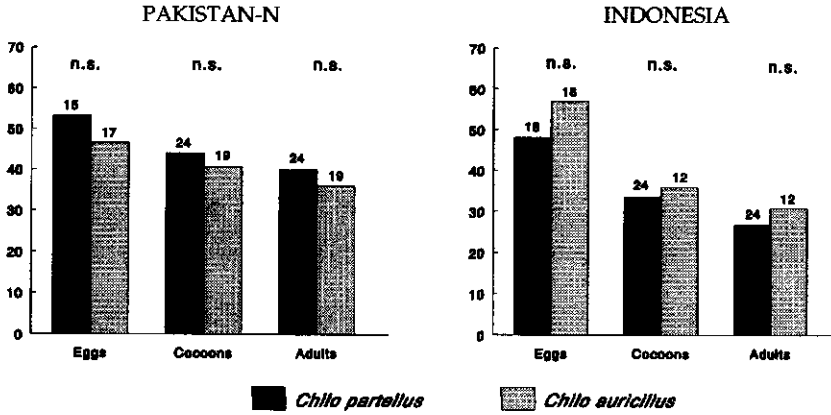 PAKISTAN-N
INDONESIA
70
60
50
40
30
20
10
0
n.s.
n.s.
n.s.
15
17
24
19
24
19
Eggs
Cocoons
Adults
70
60
50
40
30
20
10
0
n.s.
n.s.
n.s.
18
18
24
12
24
12
Eggs
Cocoons
Adults
Chilo partellus
Chilo auricilius